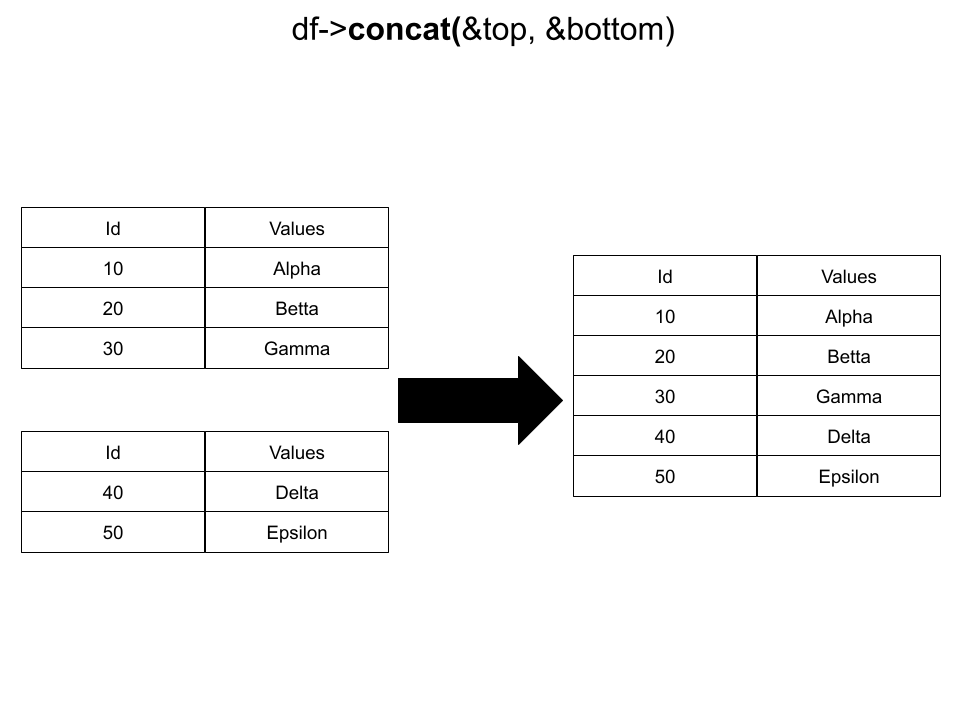 df->concat(&top, &bottom)
Id Values
10 Alpha
20 Betta
30 Gamma
Id Values
40 Delta
50 Epsilon
Id Values
10 Alpha
20 Betta
30 Gamma
40 Delta
50 Epsilon